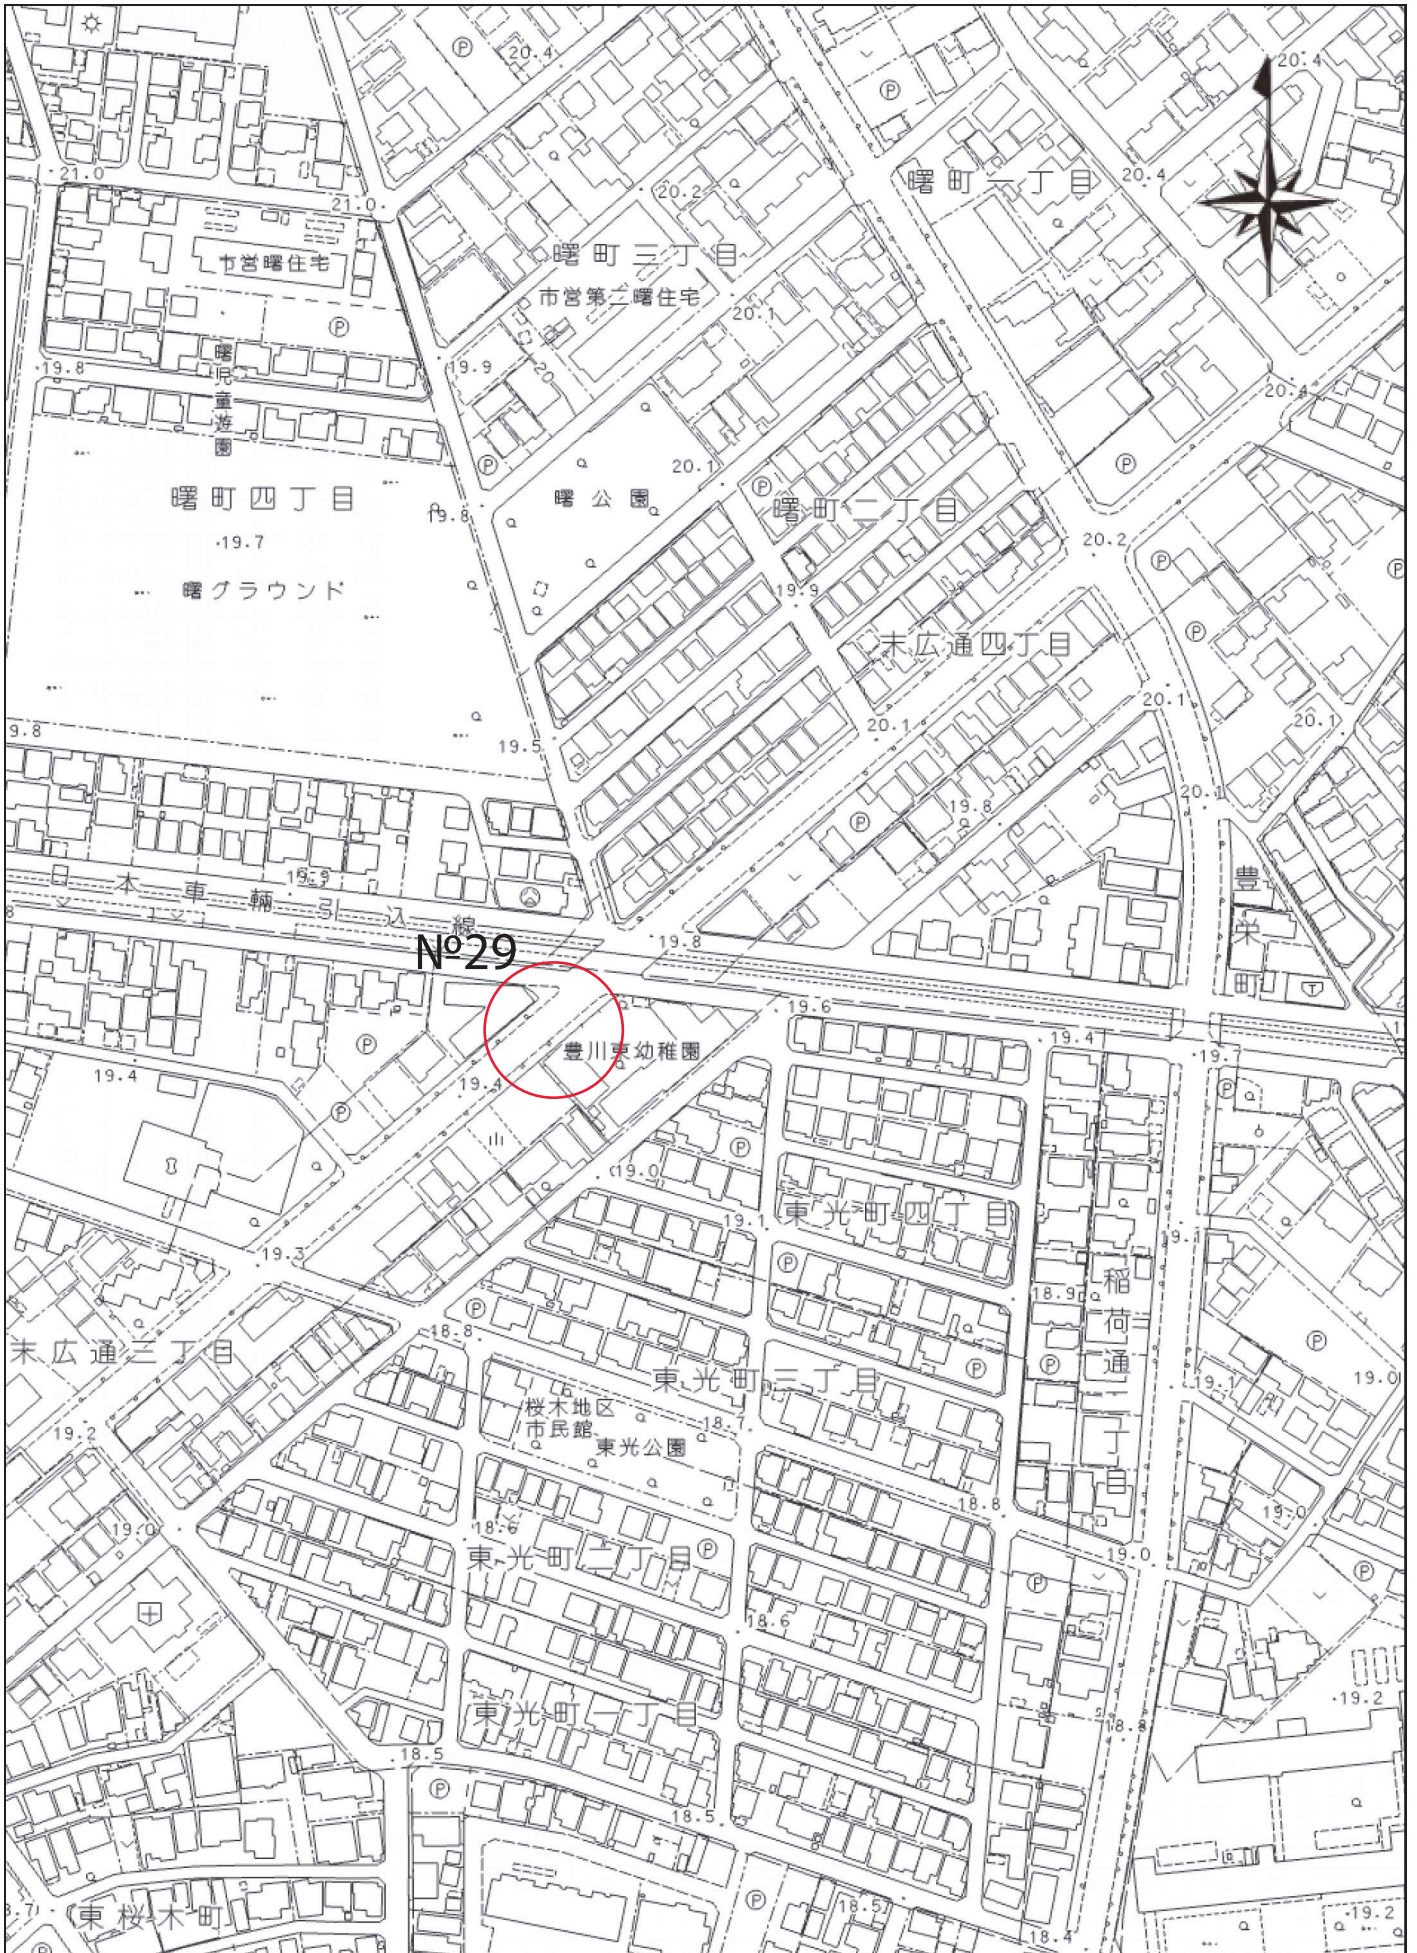 20.4
20.4
21.0
21.0
20.2
曙町一丁目
20.4
市営曙住宅
曙町三丁目
市営第二曙住宅
20.1
19.8
曙児童遊園
19.9
20
20.4
20.1
曙町四丁目
19.8
曙公園
曙町二丁目
19.7
20.2
曙グラウンド
19.9
末広通四丁目
20.1
20.1
20.1
9.8
19.5
20.1
19.8
19.9
豊栄町
日本車輛引込線
19.8
№29
19.6
豊川東幼稚園
19.4
19.7
19.4
19.4
19.0
19.1
東光町四丁目
19.1
19.3
18.9
稲荷通二丁目
18.8
末広通三丁目
東光町三丁目
19.1
19.0
桜木地区
市民館
18.7
東光公園
19.2
18.8
19.0
19.0
18.6
東光町二丁目
19.0
18.6
東光町一丁目
19.2
18.8
18.5
18.5
東桜木町
18.5
19.2
18.4